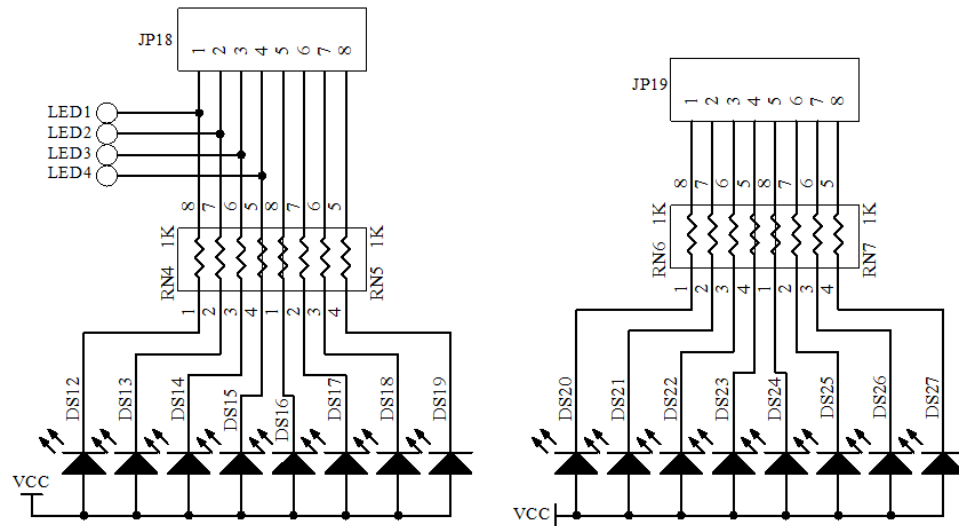 JP18
1 2 3 4 5 6 7 8
LED1
LED2
LED3
LED4
8 7 6 5 8 7 6 5
1K 1K
RN4 RN5
1 2 3 4 1 2 3 4
DS12 DS13 DS14 DS15 DS16 DS17 DS18 DS19
VCC
JP19
1 2 3 4 5 6 7 8
8 7 6 5 8 7 6 5
1K 1K
RN6 RN7
1 2 3 4 1 2 3 4
DS20 DS21 DS22 DS23 DS24 DS25 DS26 DS27
VCC